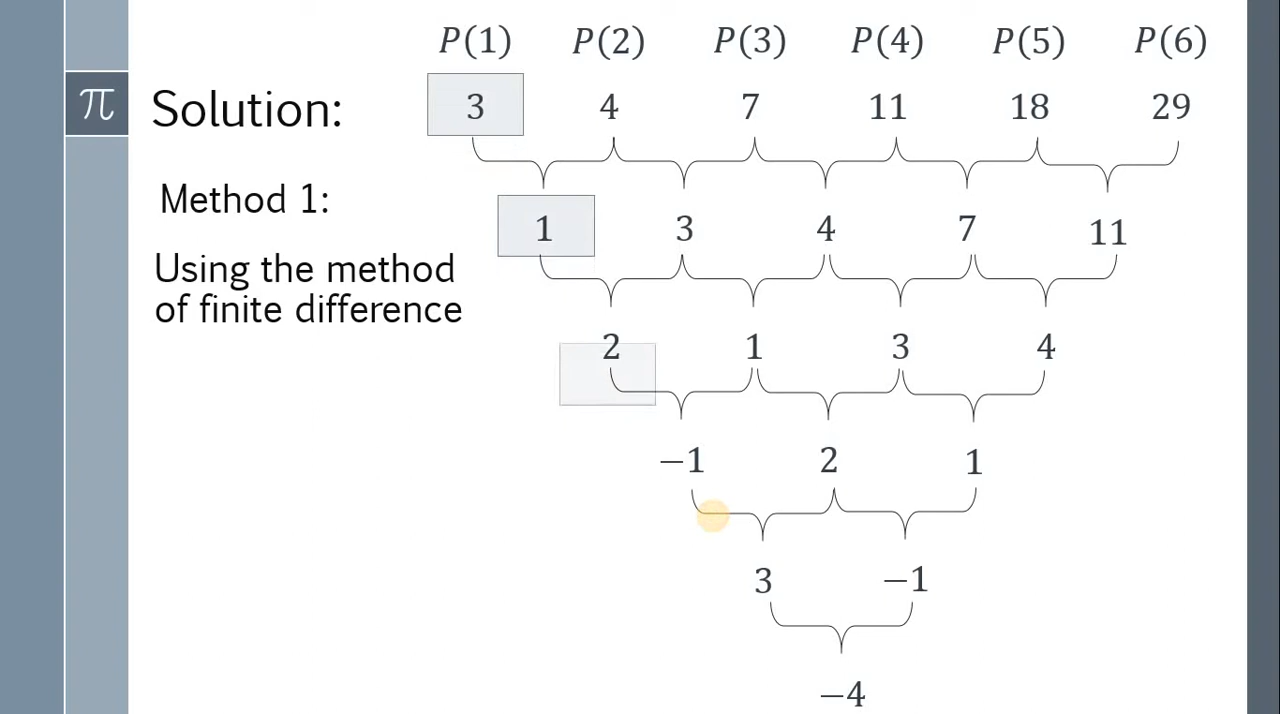 P(1) P(2) P(3) P(4) P(5) P(6)
π Solution: 3 4 7 11 18 29
Method 1: 1 3 4 7 11
Using the method
of finite difference
2 1 3 4
−1 2 1
3 −1
−4